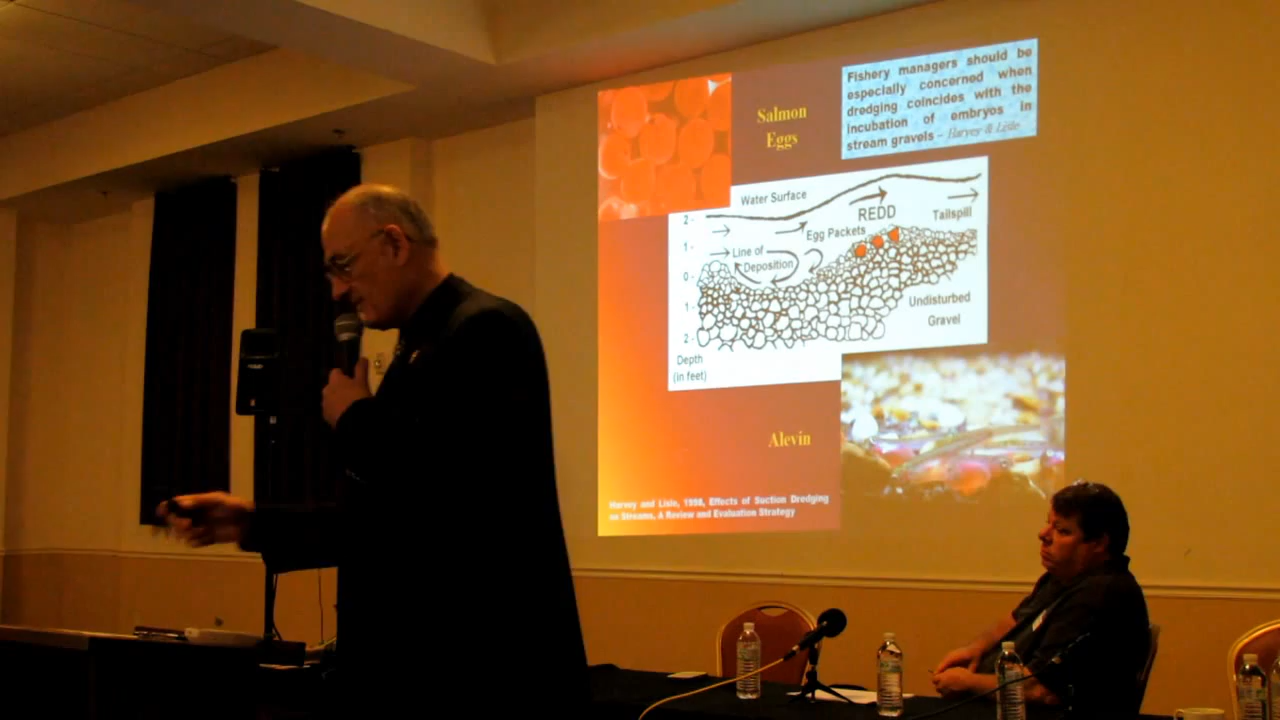 Salmon
Eggs
Fishery managers should be
especially concerned when
dredging coincides with the
incubation of embryos in
stream gravels - Harvey & Lisle
Water Surface
REDD
Tailspill
Egg Packets
Line of
Deposition
2 -
1 -
0 -
1 -
2 -
Undisturbed
Gravel
Depth
(in feet)
Alevin
Harvey and Lisle, 1998, Effects of Suction Dredging
on Streams, A Review and Evaluation Strategy